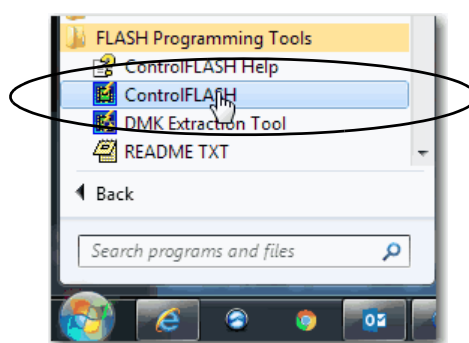 FLASH Programming Tools
ControlFLASH Help
ControlFLASH
DMK Extraction Tool
README TXT
Back
Search programs and files